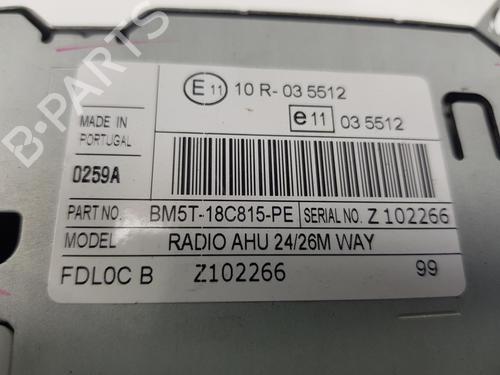 E 11 10 R- 03 5512
e 11 03 5512
MADE IN
PORTUGAL
0259A
PART NO. BM5T-18C815-PE SERIAL NO. Z 102266
MODEL RADIO AHU 24/26M WAY
FDL0C B Z102266 99
B-PARTS